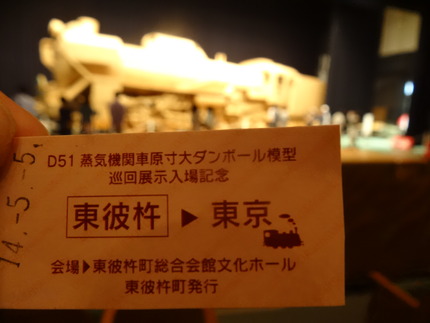 D51 蒸気機関車原寸大ダンボール模型
巡回展示入場記念
東彼杵 ▶ 東京
会場▶東彼杵町総合会館文化ホール
東彼杵町発行
14.-5.-5.